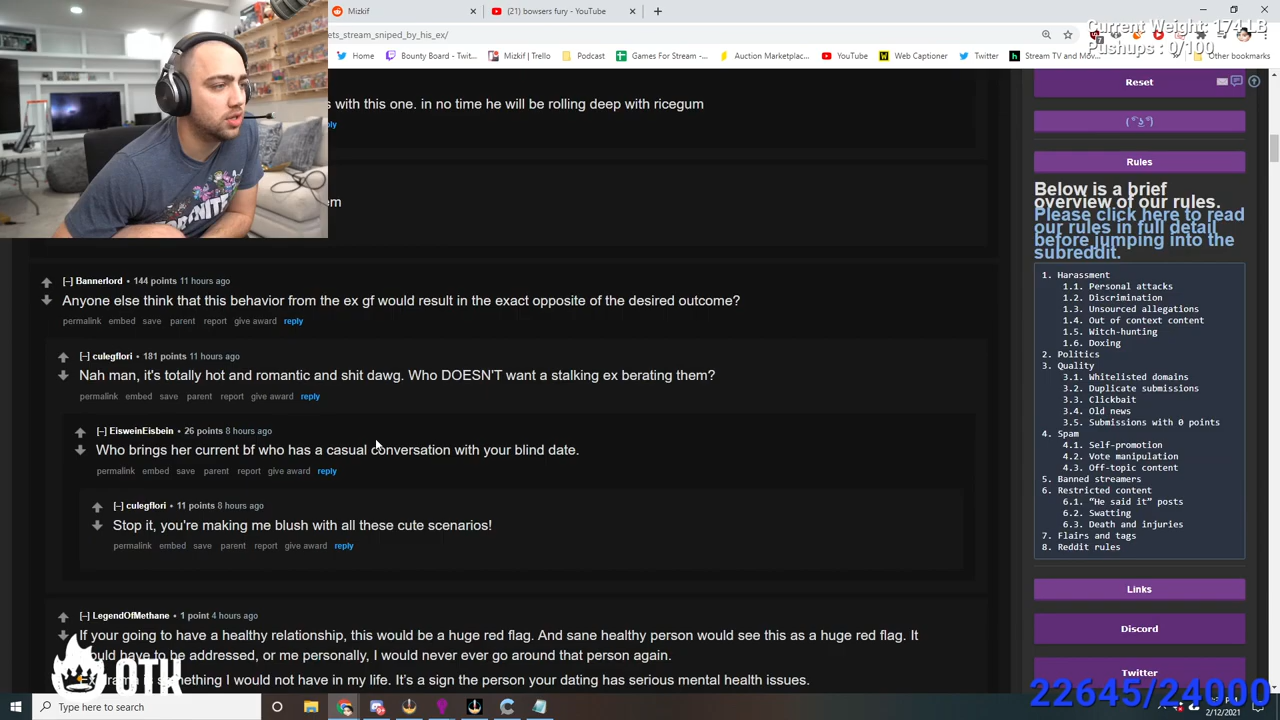 Mizkif
(21) bowsers fury - YouTube
Current Weight: 174 LB
Pushups : 0/100
ets_stream_sniped_by_his_ex/
Twitch
Bounty Board - Twit...
Mizkif (Trello)
Podcast
Games For Stream - ...
Auction Marketplac...
YouTube
Web Captioner
Twitter
Stream TV and Mov...
Other bookmarks
s with this one. in no time he will be rolling deep with ricegum
ply
em
[–] Bannerlord • 144 points 11 hours ago
Anyone else think that this behavior from the ex gf would result in the exact opposite of the desired outcome?
permalink embed save parent report give award reply
[–] culegflori • 181 points 11 hours ago
Nah man, it's totally hot and romantic and shit dawg. Who DOESN'T want a stalking ex berating them?
permalink embed save parent report give award reply
[–] EisweinEisbein • 26 points 8 hours ago
Who brings her current bf who has a casual conversation with your blind date.
permalink embed save parent report give award reply
[–] culegflori • 11 points 8 hours ago
Stop it, you're making me blush with all these cute scenarios!
permalink embed save parent report give award reply
[–] LegendOfMethane • 1 point 4 hours ago
If your going to have a healthy relationship, this would be a huge red flag. And sane healthy person would see this as a huge red flag. It
would have to be addressed, or me personally, I would never ever go around that person again.
drama is something I would not have in my life. It's a sign the person your dating has serious mental health issues.
Reset
( ͡° ͜ʖ ͡°)
Rules
Below is a brief
overview of our rules.
Please click here to read
our rules in full detail
before jumping into the
subreddit.
1. Harassment
1.1. Personal attacks
1.2. Discrimination
1.3. Unsourced allegations
1.4. Out of context content
1.5. Witch-hunting
1.6. Doxing
2. Politics
3. Quality
3.1. Whitelisted domains
3.2. Duplicate submissions
3.3. Clickbait
3.4. Old news
3.5. Submissions with 0 points
4. Spam
4.1. Self-promotion
4.2. Vote manipulation
4.3. Off-topic content
5. Banned streamers
6. Restricted content
6.1. “He said it” posts
6.2. Swatting
6.3. Death and injuries
7. Flairs and tags
8. Reddit rules
Links
Discord
Twitter
OTK
22645/24000
Type here to search
2/12/2021